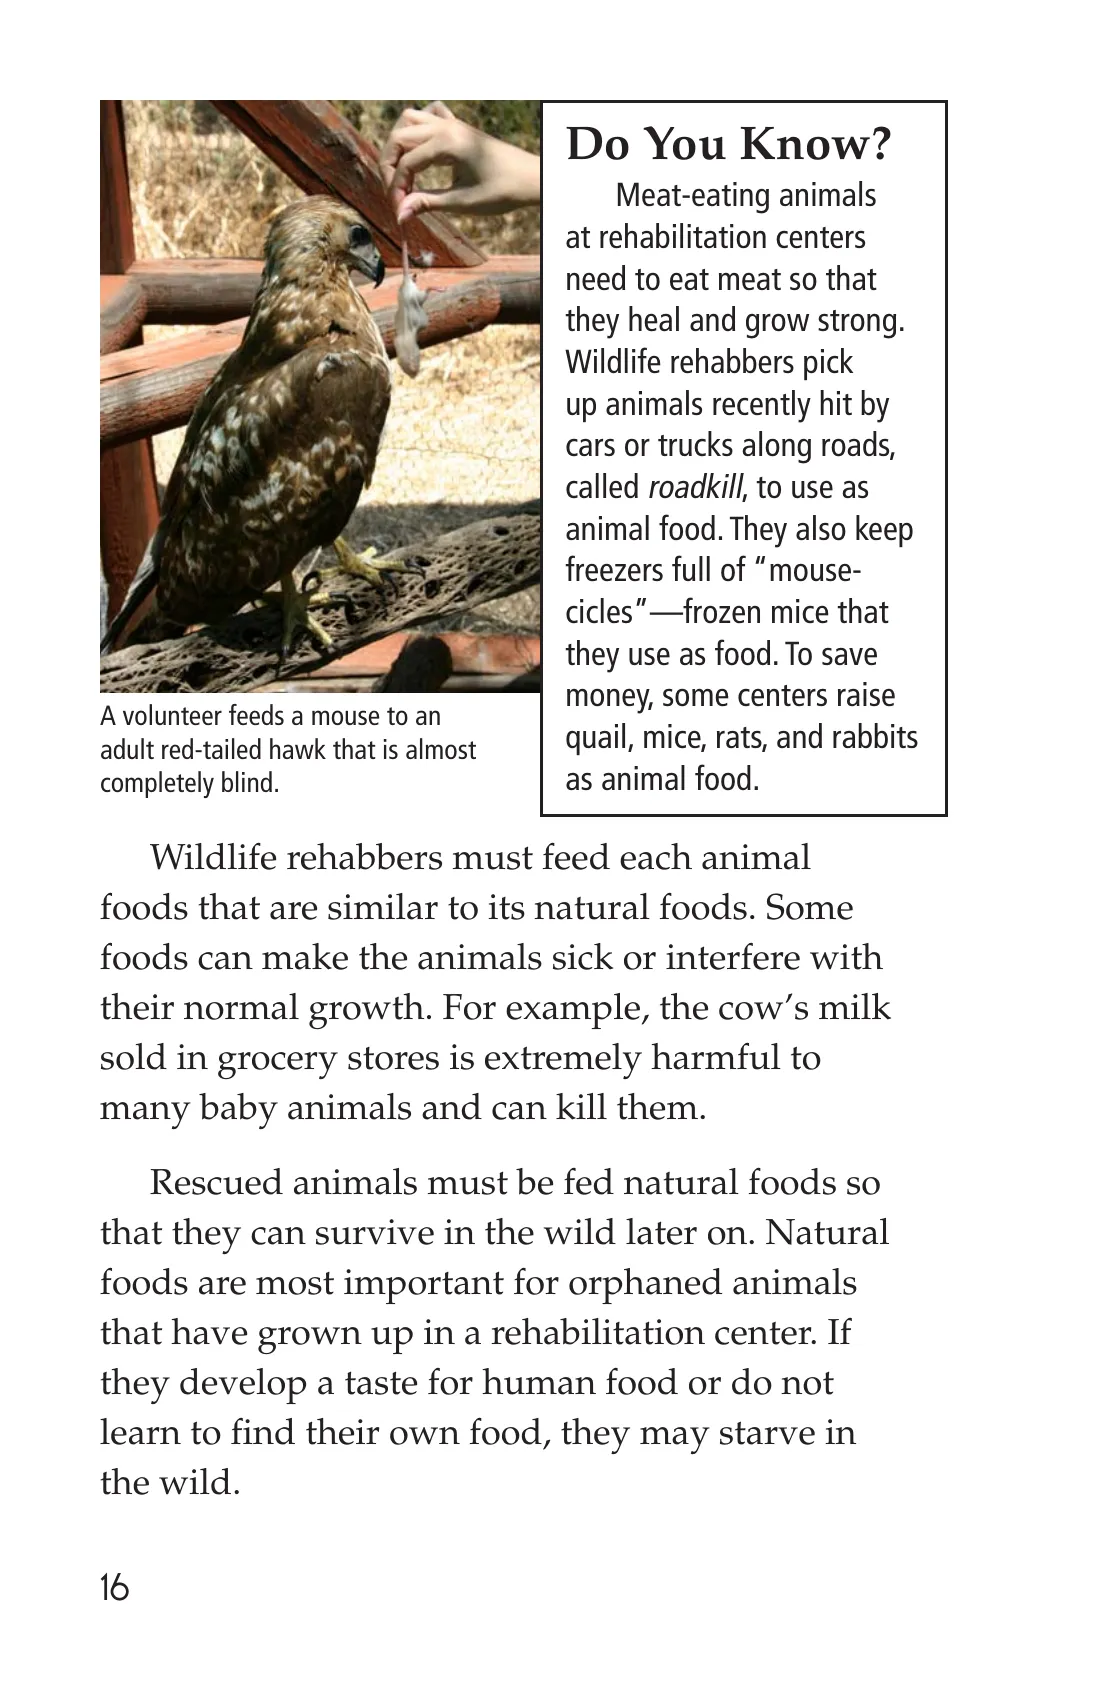 Do You Know?
Meat-eating animals
at rehabilitation centers
need to eat meat so that
they heal and grow strong.
Wildlife rehabbers pick
up animals recently hit by
cars or trucks along roads,
called roadkill, to use as
animal food. They also keep
freezers full of “mouse-
cicles”—frozen mice that
they use as food. To save
money, some centers raise
quail, mice, rats, and rabbits
as animal food.
A volunteer feeds a mouse to an
adult red-tailed hawk that is almost
completely blind.
Wildlife rehabbers must feed each animal
foods that are similar to its natural foods. Some
foods can make the animals sick or interfere with
their normal growth. For example, the cow’s milk
sold in grocery stores is extremely harmful to
many baby animals and can kill them.
Rescued animals must be fed natural foods so
that they can survive in the wild later on. Natural
foods are most important for orphaned animals
that have grown up in a rehabilitation center. If
they develop a taste for human food or do not
learn to find their own food, they may starve in
the wild.
16